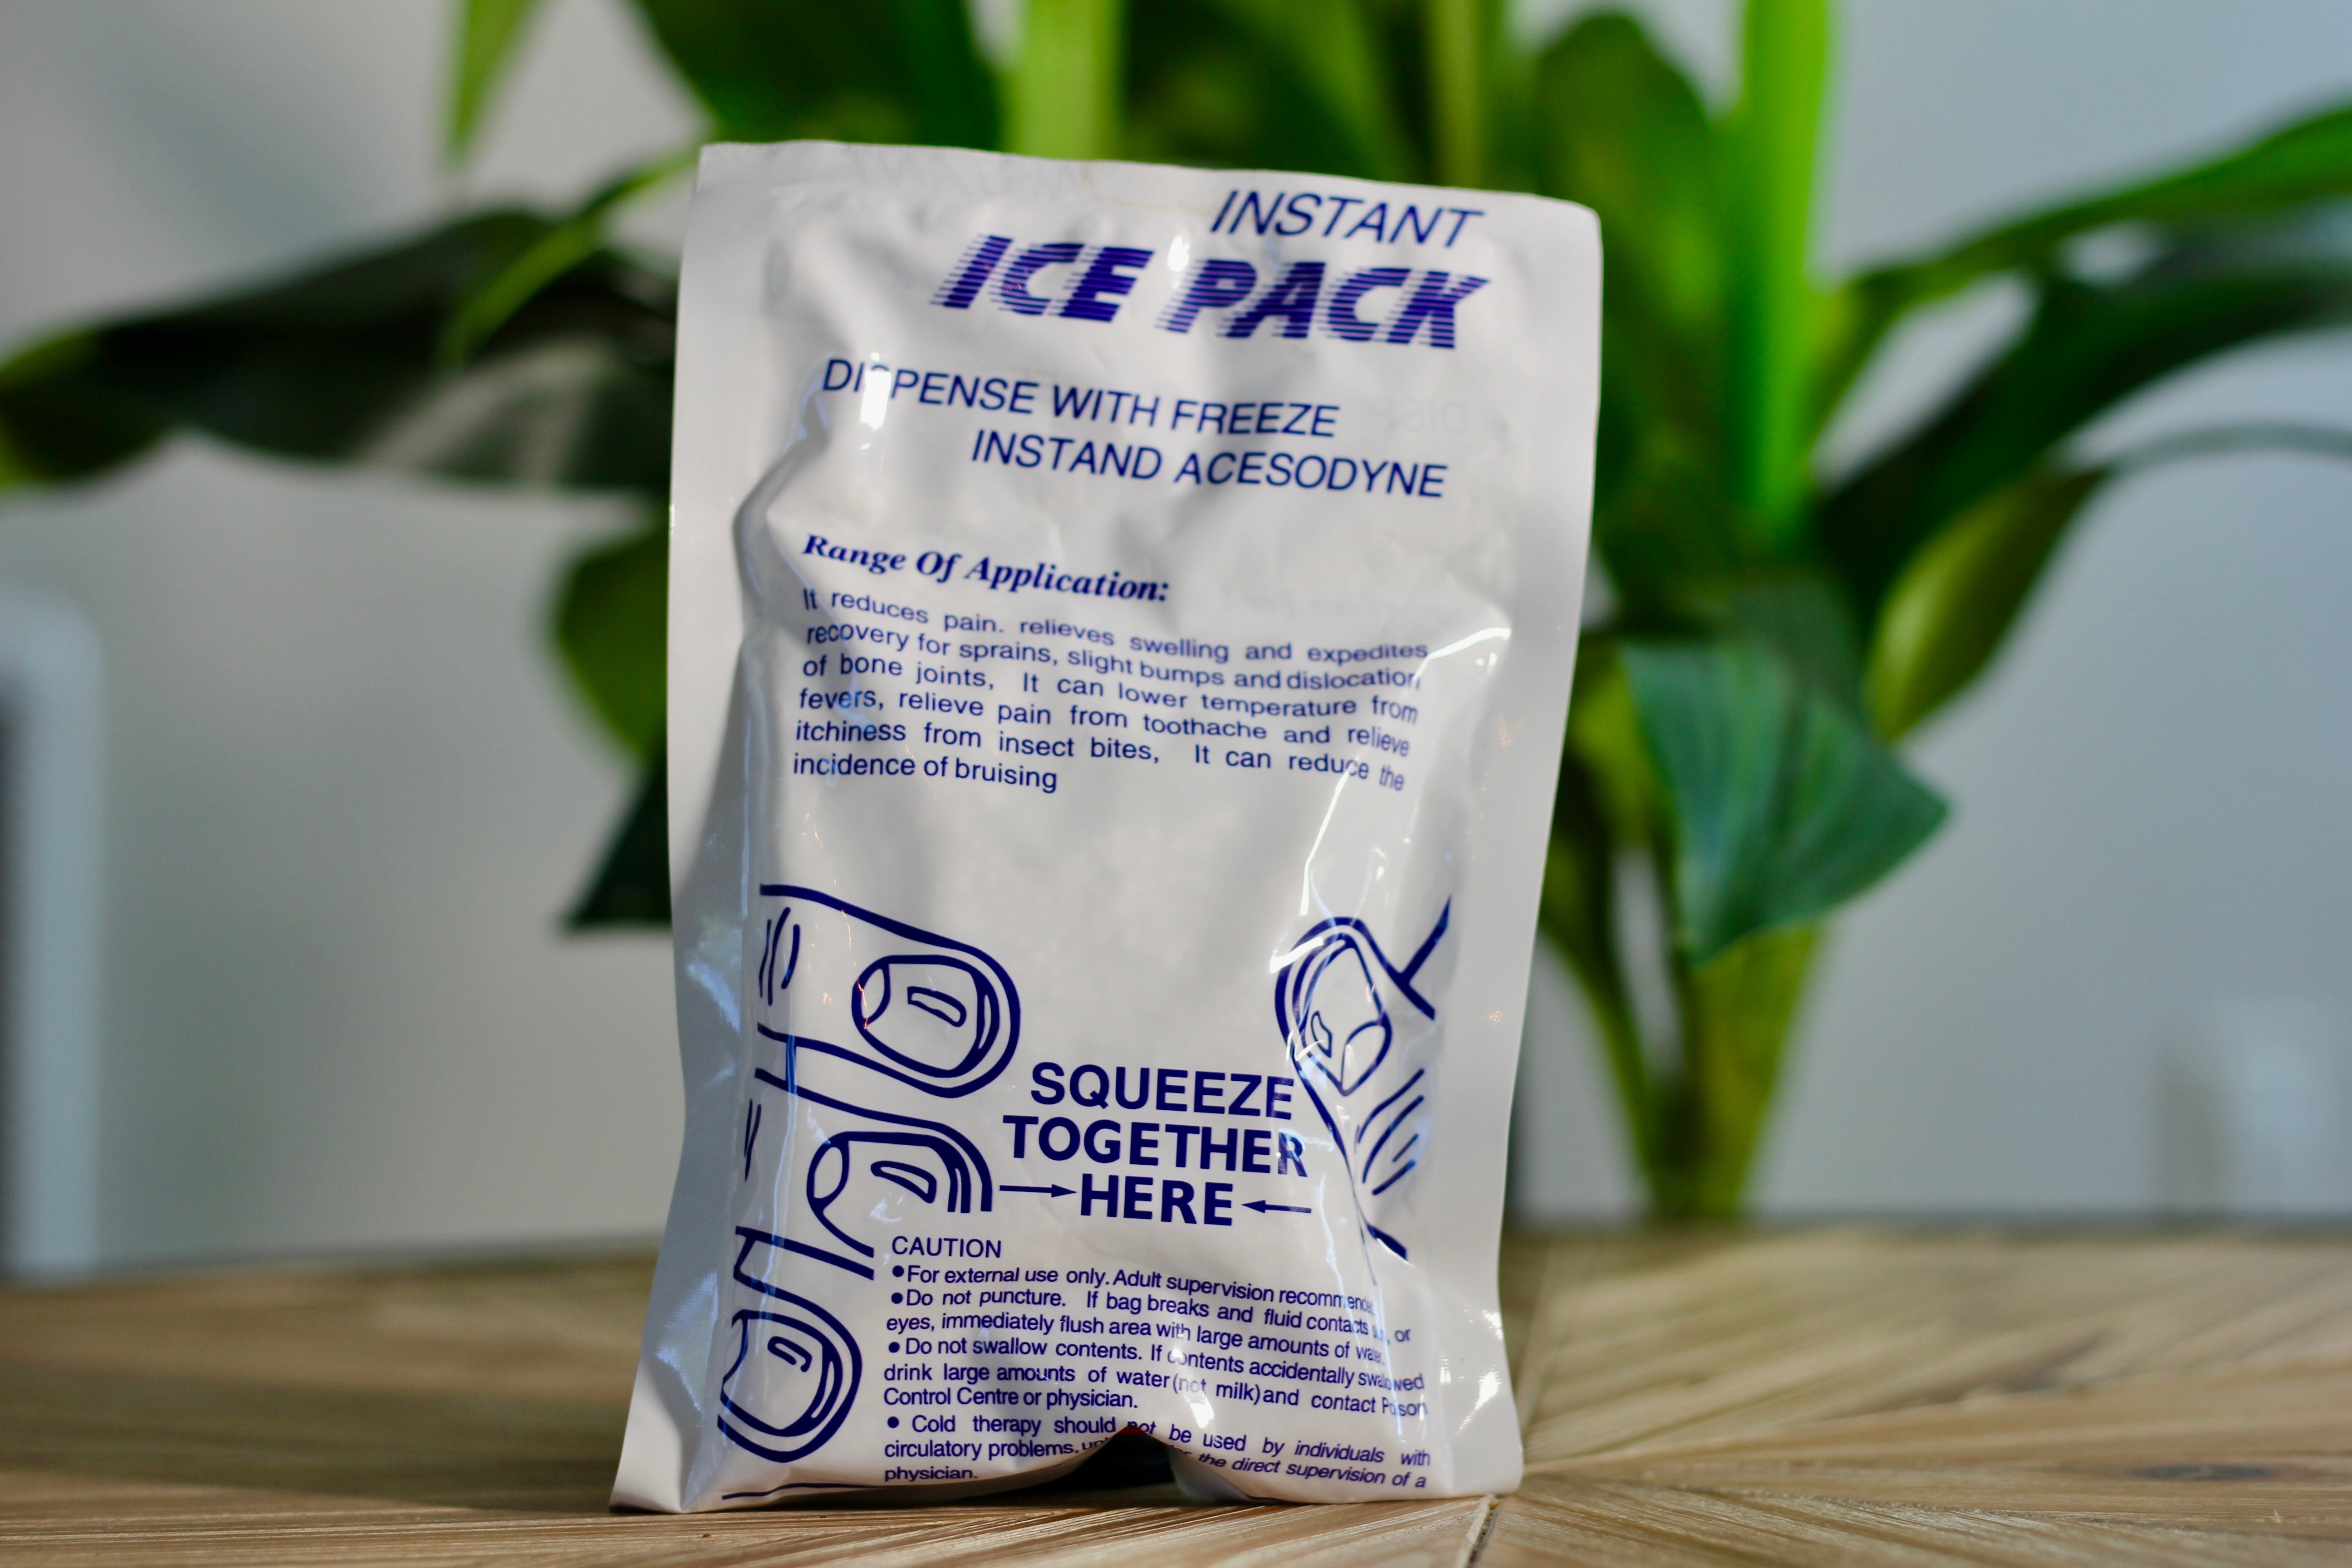 INSTANT
ICE PACK
DISPENSE WITH FREEZE
INSTAND ACESODYNE
Range Of Application:
It reduces pain. relieves swelling and expedites
recovery for sprains, slight bumps and dislocation
of bone joints, It can lower temperature from
fevers, relieve pain from toothache and relieve
itchiness from insect bites, It can reduce the
incidence of bruising
SQUEEZE
TOGETHER
HERE
CAUTION
●For external use only. Adult supervision recommended
●Do not puncture. If bag breaks and fluid contacts or
eyes, immediately flush area with large amounts of water
●Do not swallow contents. If contents accidentally swallowed
drink large amounts of water(not milk)and contact Poison
Control Centre or physician.
● Cold therapy should not be used by individuals with
circulatory problems. the direct supervision of a
physician.